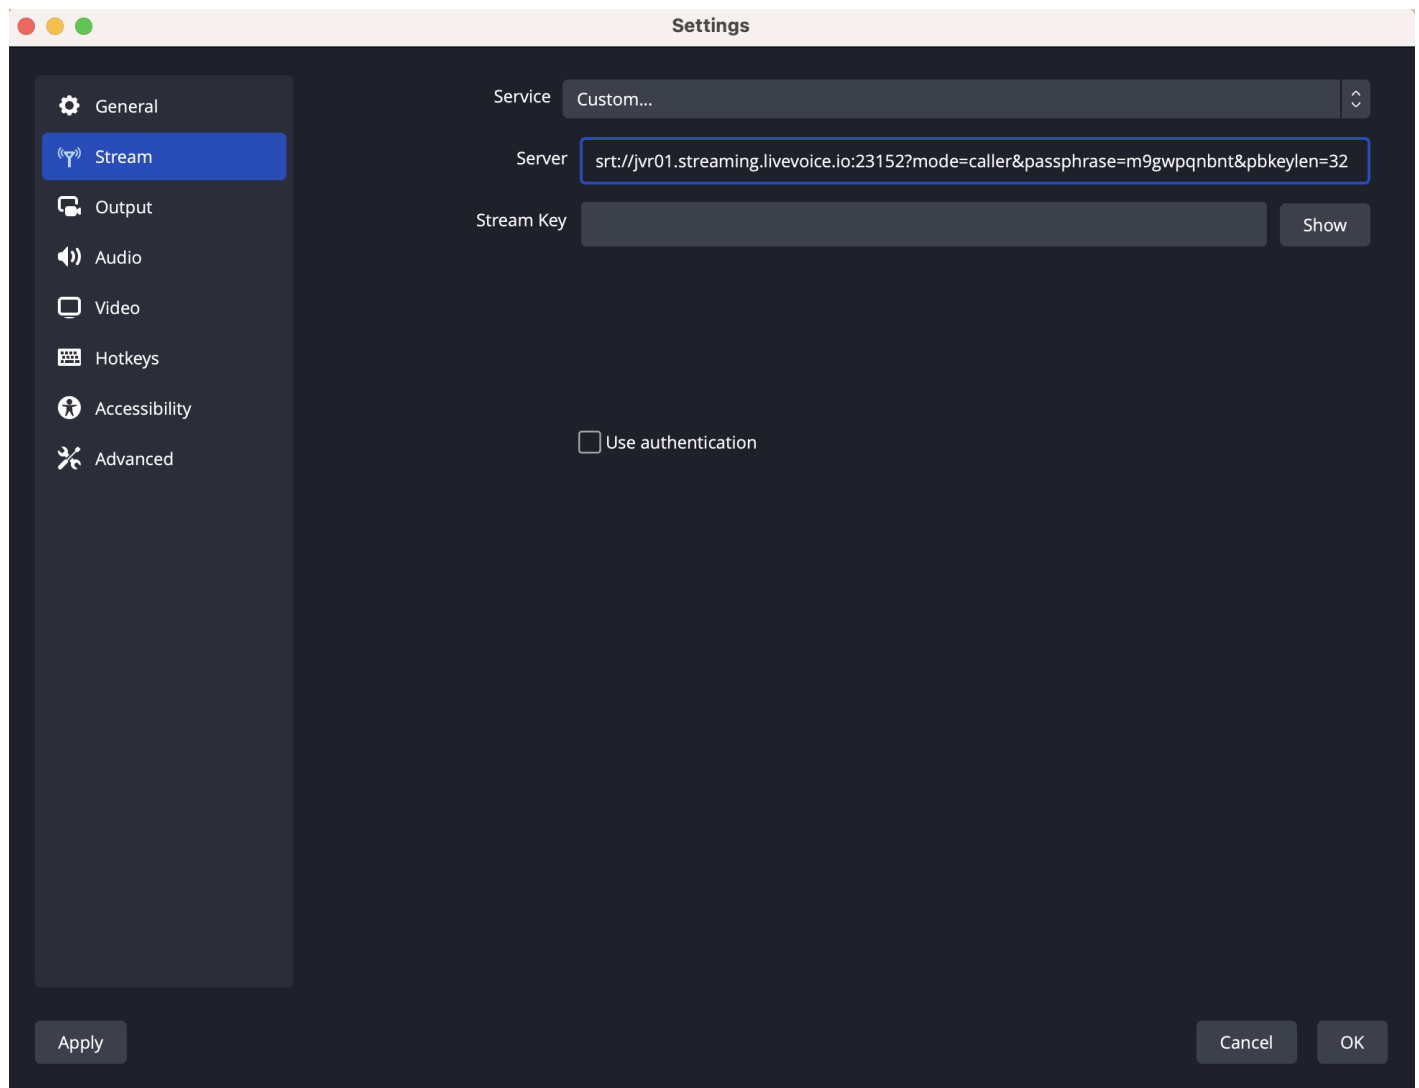 Settings
General
Stream
Output
Audio
Video
Hotkeys
Accessibility
Advanced
Service Custom...
Server srt://jvr01.streaming.livevoice.io:23152?mode=caller&passphrase=m9gwpqnbnt&pbkeylen=32
Stream Key Show
Use authentication
Apply Cancel OK